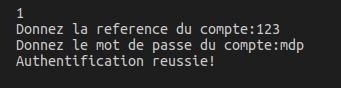 1
Donnez la reference du compte:123
Donnez le mot de passe du compte:mdp
Authentification reussie!